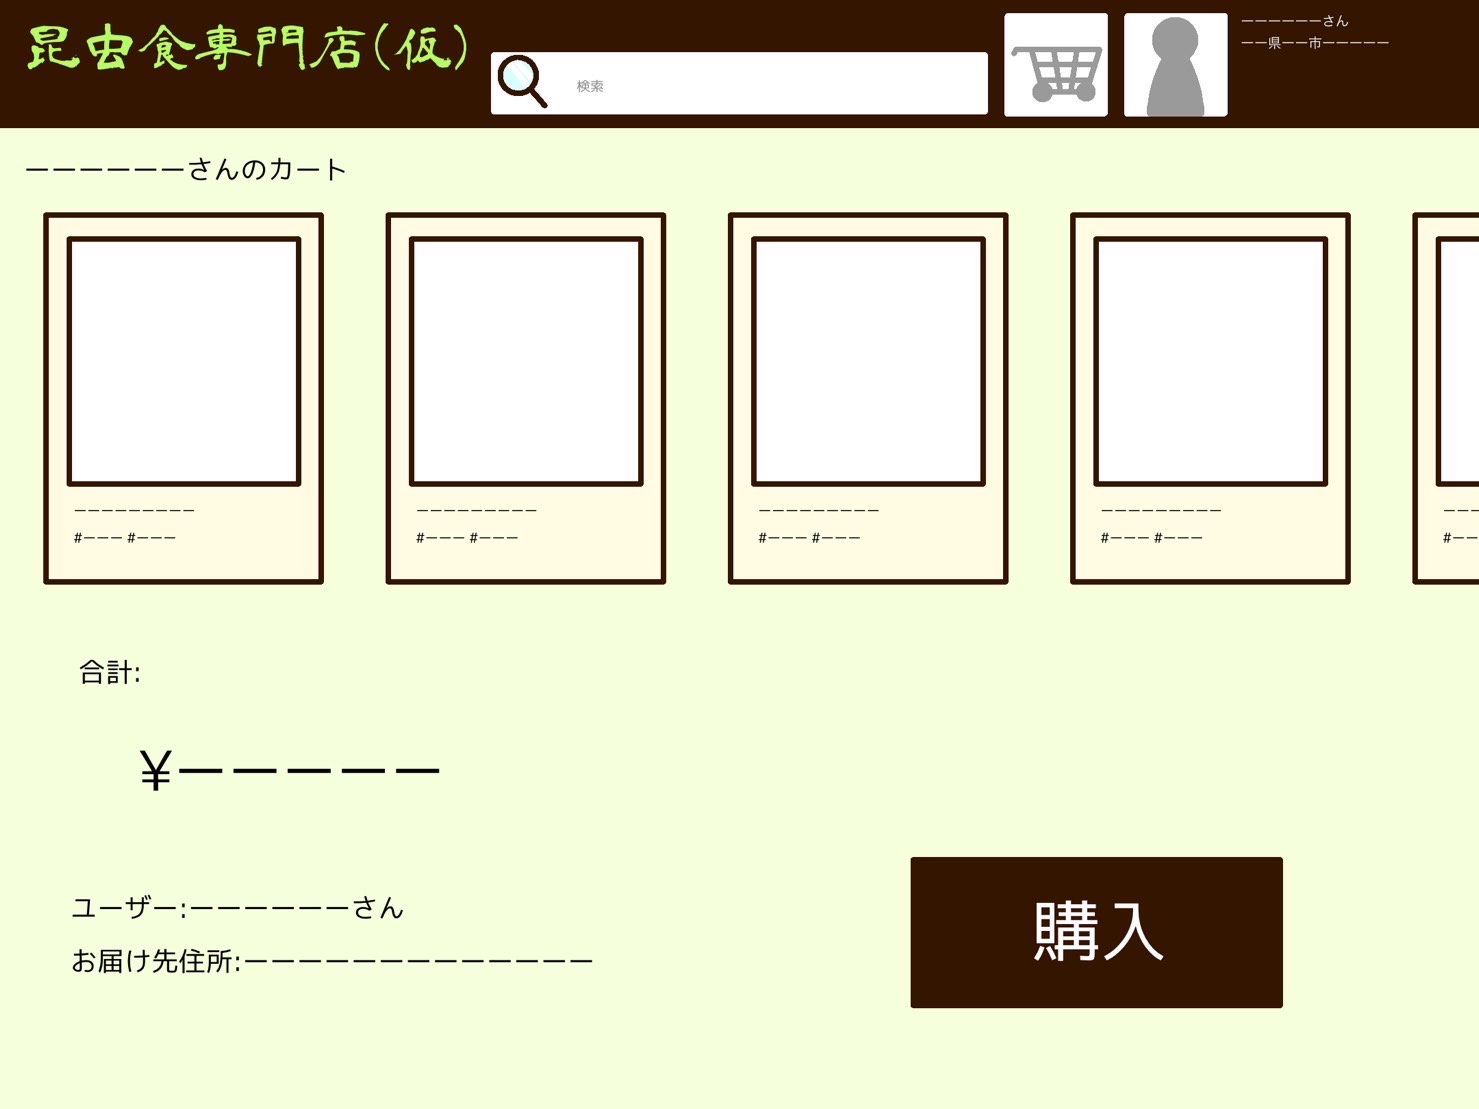 昆虫食専門店(仮)
検索
ーーーーーーさん
ーー県ーー市ーーーーー
ーーーーーーさんのカート
ーーーーーーーーー
#ーーー #ーーー
ーーーーーーーーー
#ーーー #ーーー
ーーーーーーーーー
#ーーー #ーーー
ーーーーーーーーー
#ーーー #ーーー
ーーー
#ーー
合計:
¥ーーーーー
ユーザー:ーーーーーーさん
お届け先住所:ーーーーーーーーーーーーー
購入